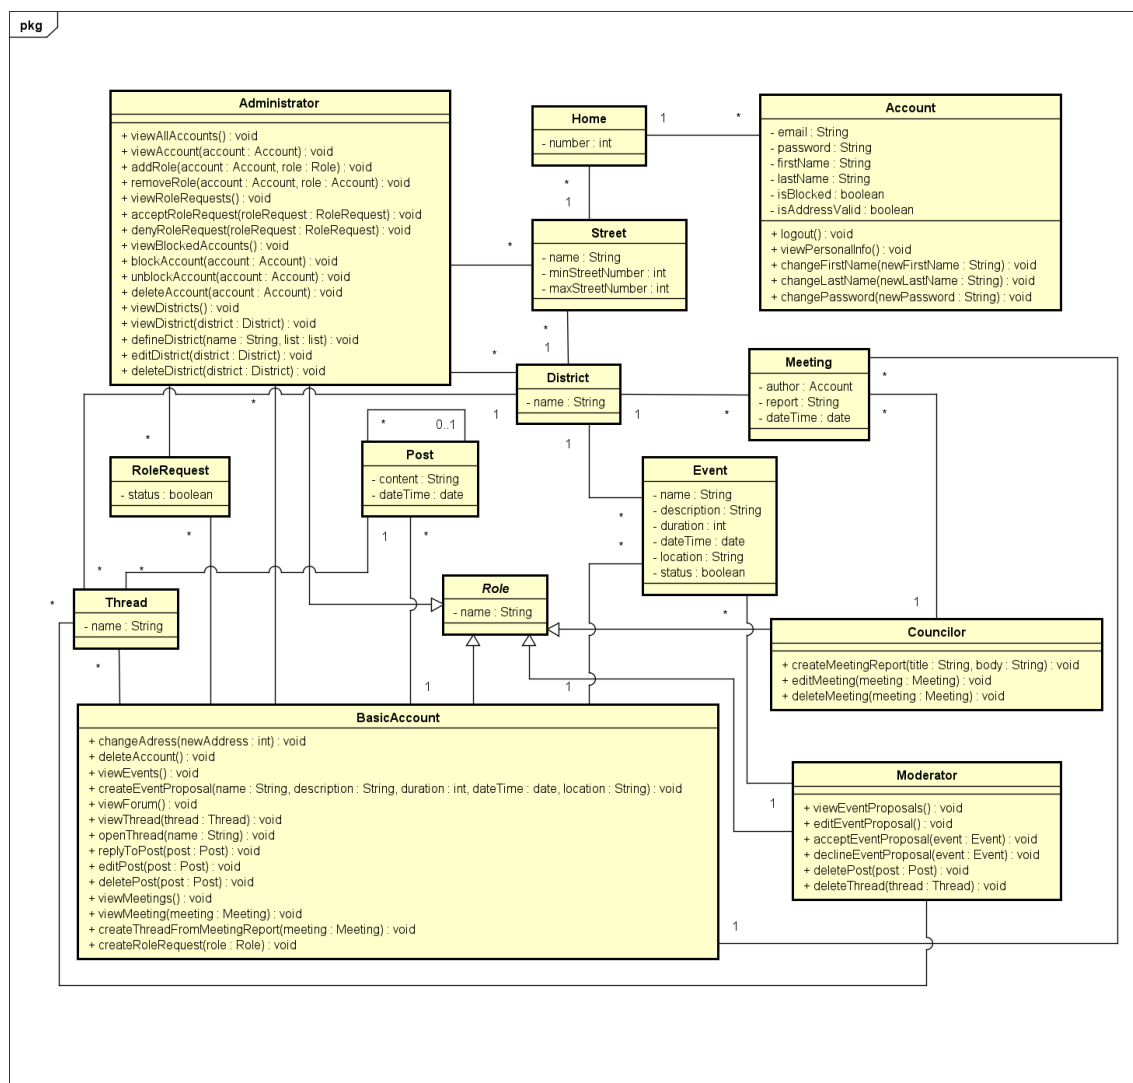 pkg
Administrator
+ viewAllAccounts() : void
+ viewAccount(account : Account) : void
+ addRole(account : Account, role : Role) : void
+ removeRole(account : Account, role : Account) : void
+ viewRoleRequests() : void
+ acceptRoleRequest(roleRequest : RoleRequest) : void
+ denyRoleRequest(roleRequest : RoleRequest) : void
+ viewBlockedAccounts() : void
+ blockAccount(account : Account) : void
+ unblockAccount(account : Account) : void
+ deleteAccount(account : Account) : void
+ viewDistricts() : void
+ viewDistrict(district : District) : void
+ defineDistrict(name : String, list : list) : void
+ editDistrict(district : District) : void
+ deleteDistrict(district : District) : void
Home
- number : int
1
*
Account
- email : String
- password : String
- firstName : String
- lastName : String
- isBlocked : boolean
- isAddressValid : boolean
+ logout() : void
+ viewPersonalInfo() : void
+ changeFirstName(newFirstName : String) : void
+ changeLastName(newLastName : String) : void
+ changePassword(newPassword : String) : void
*
1
*
Street
- name : String
- minStreetNumber : int
- maxStreetNumber : int
*
1
*
District
- name : String
*
1
1
*
1
Meeting
- author : Account
- report : String
- dateTime : date
*
*
*
0..1
Post
- content : String
- dateTime : date
1
*
*
RoleRequest
- status : boolean
*
Event
- name : String
- description : String
- duration : int
- dateTime : date
- location : String
- status : boolean
*
*
*
*
*
*
Thread
- name : String
*
Role
- name : String
1
Councilor
+ createMeetingReport(title : String, body : String) : void
+ editMeeting(meeting : Meeting) : void
+ deleteMeeting(meeting : Meeting) : void
1
1
BasicAccount
+ changeAdress(newAddress : int) : void
+ deleteAccount() : void
+ viewEvents() : void
+ createEventProposal(name : String, description : String, duration : int, dateTime : date, location : String) : void
+ viewForum() : void
+ viewThread(thread : Thread) : void
+ openThread(name : String) : void
+ replyToPost(post : Post) : void
+ editPost(post : Post) : void
+ deletePost(post : Post) : void
+ viewMeetings() : void
+ viewMeeting(meeting : Meeting) : void
+ createThreadFromMeetingReport(meeting : Meeting) : void
+ createRoleRequest(role : Role) : void
1
1
Moderator
+ viewEventProposals() : void
+ editEventProposal() : void
+ acceptEventProposal(event : Event) : void
+ declineEventProposal(event : Event) : void
+ deletePost(post : Post) : void
+ deleteThread(thread : Thread) : void